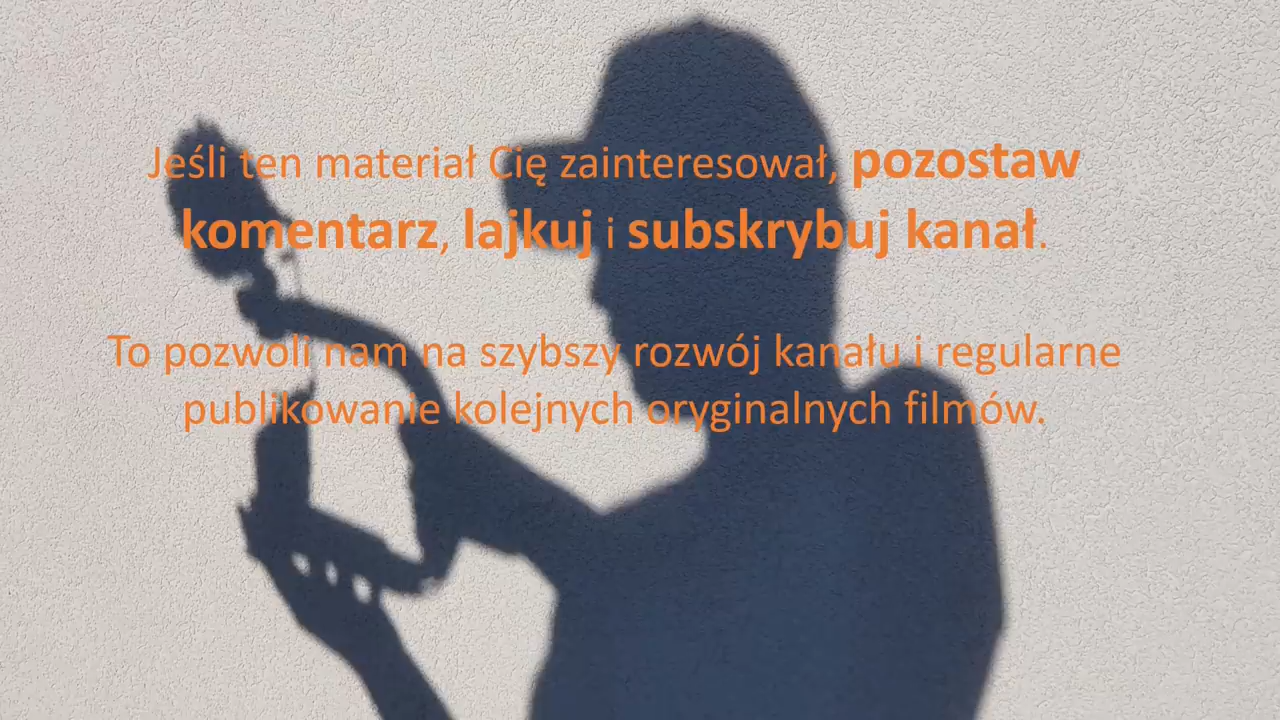 Jeśli ten materiał Cię zainteresował, pozostaw
komentarz, lajkuj i subskrybuj kanał.
To pozwoli nam na szybszy rozwój kanału i regularne
publikowanie kolejnych oryginalnych filmów.